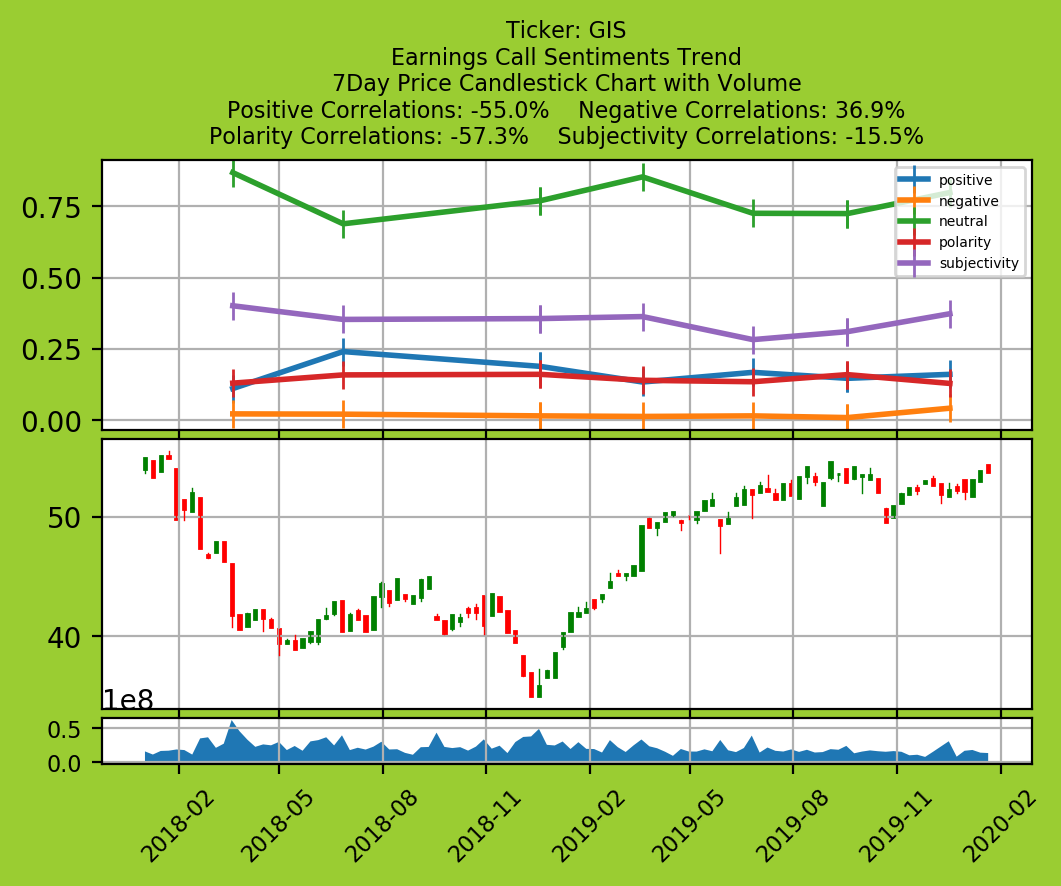 Ticker: GIS
Earnings Call Sentiments Trend
7Day Price Candlestick Chart with Volume
Positive Correlations: -55.0% Negative Correlations: 36.9%
Polarity Correlations: -57.3% Subjectivity Correlations: -15.5%
positive
negative
neutral
polarity
subjectivity
0.75
0.50
0.25
0.00
50
40
1e8
0.5
0.0
2018-02
2018-05
2018-08
2018-11
2019-02
2019-05
2019-08
2019-11
2020-02